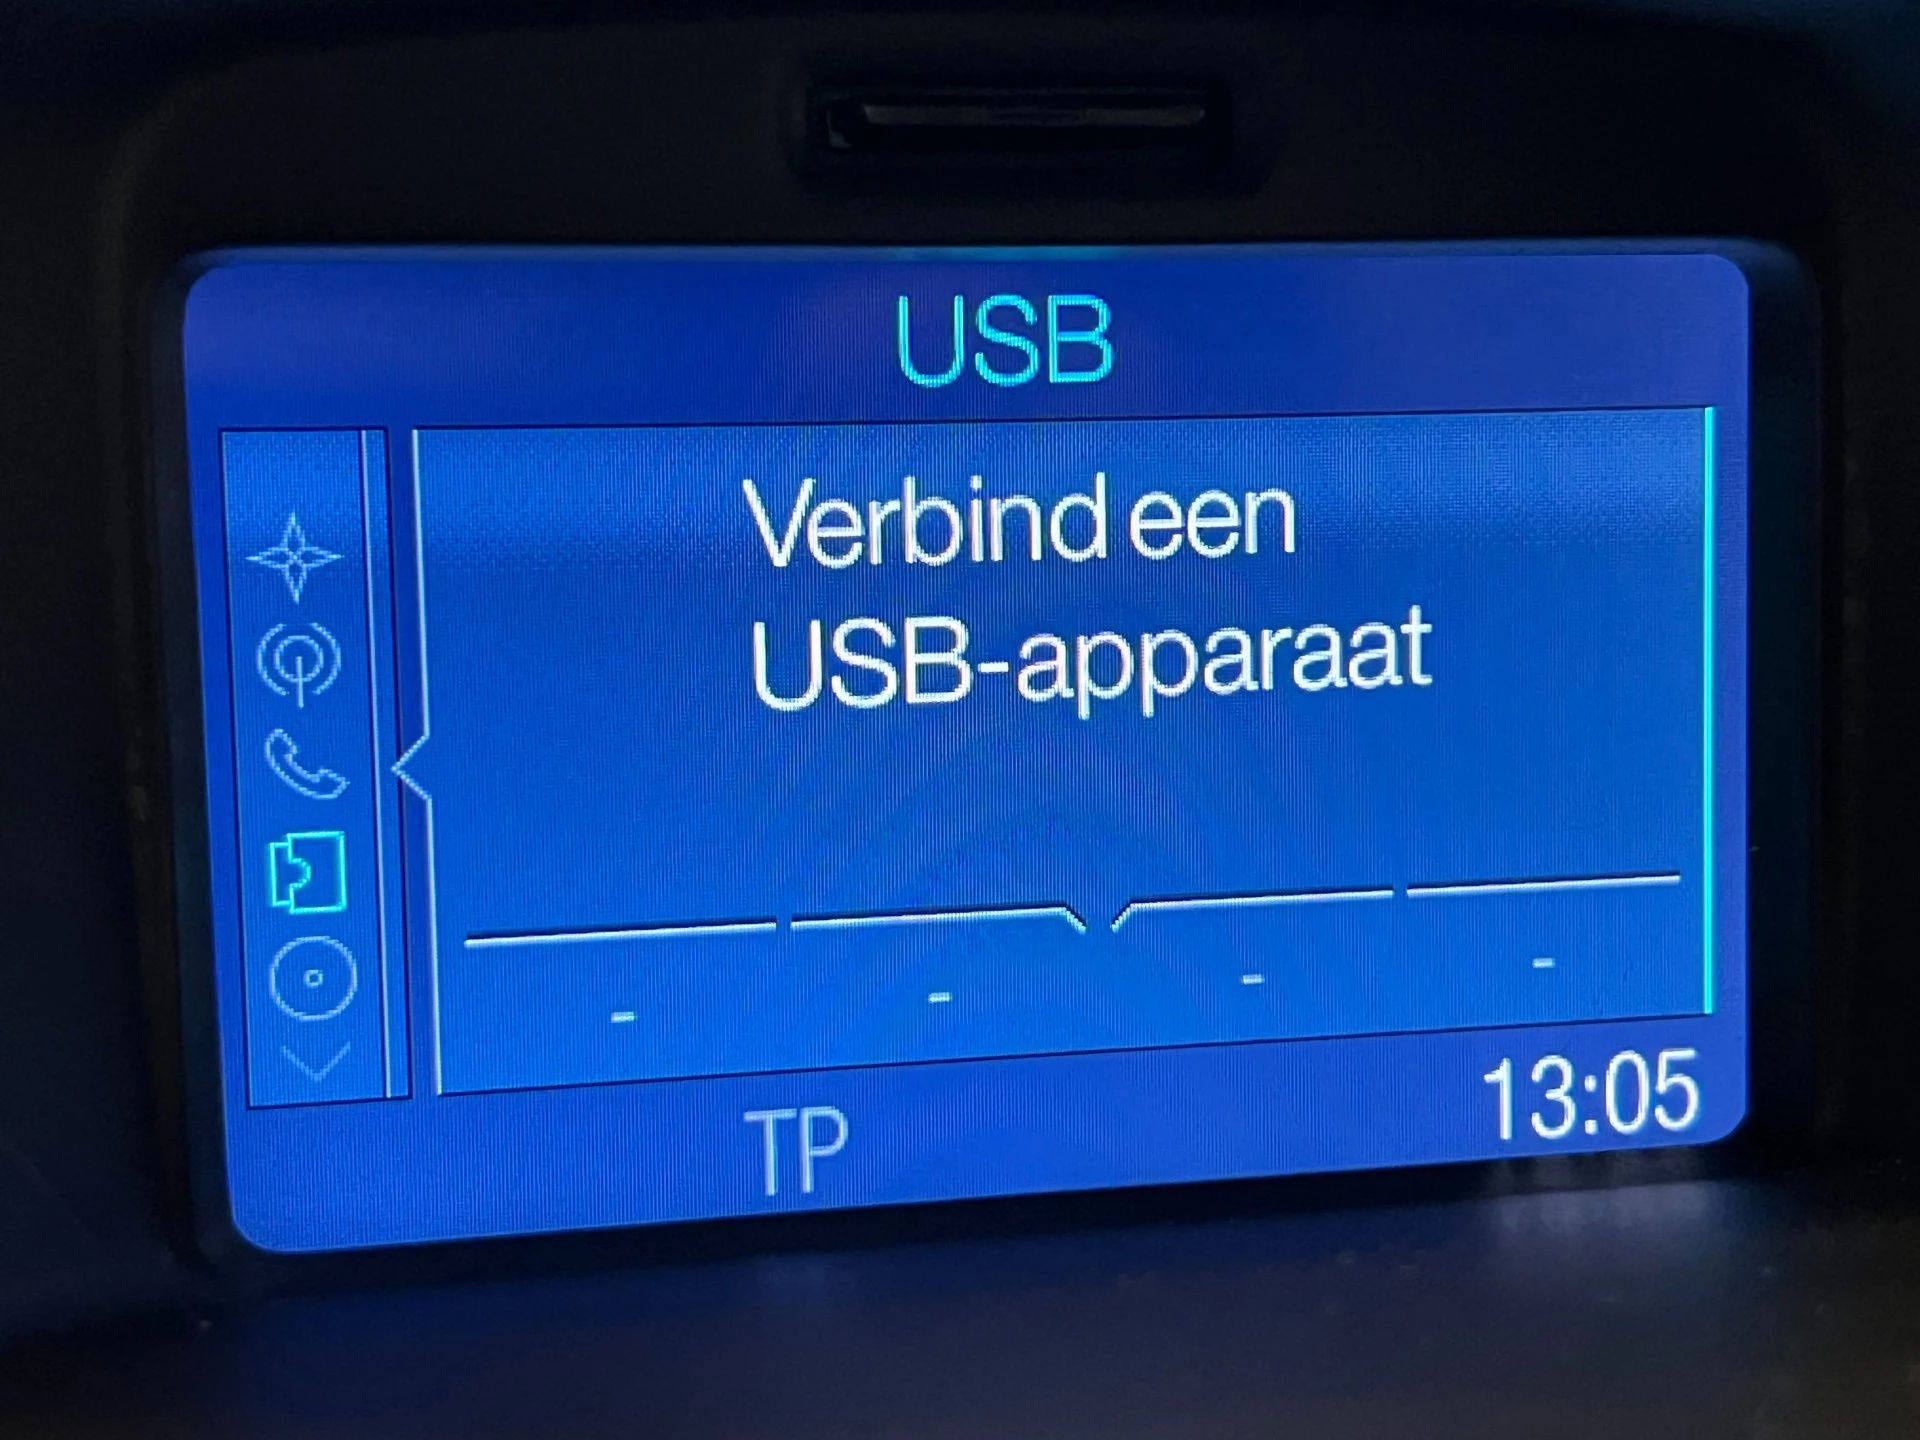 USB
Verbind een
USB-apparaat
- - - -
TP
13:05